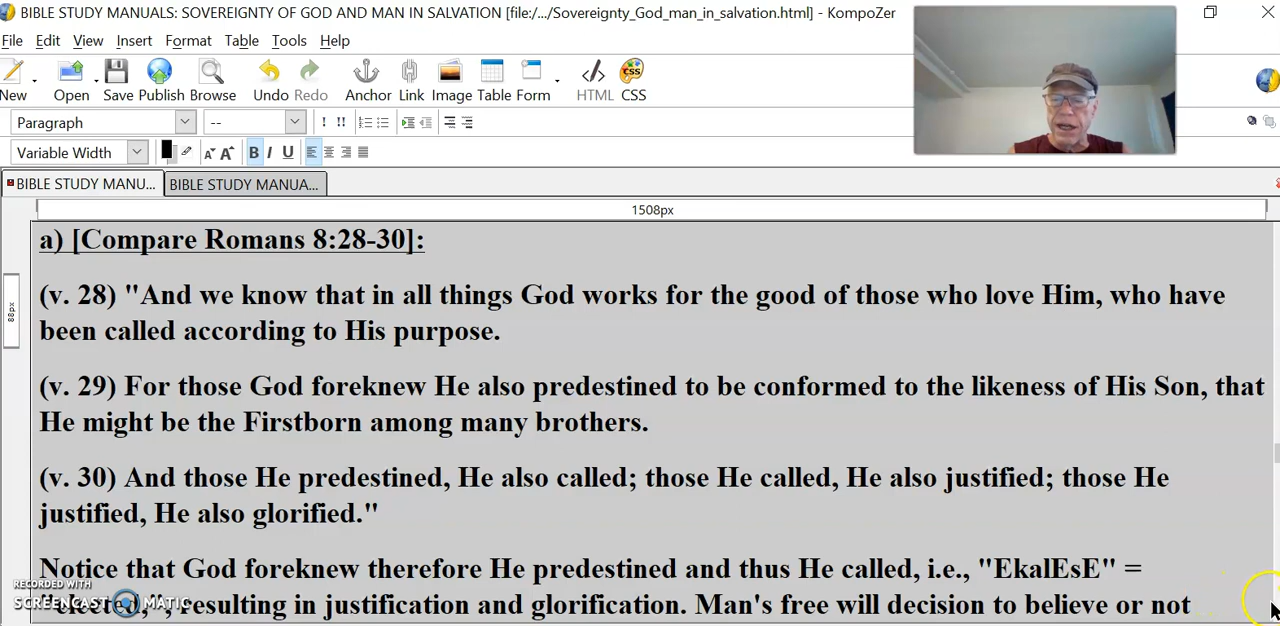 BIBLE STUDY MANUALS: SOVEREIGNTY OF GOD AND MAN IN SALVATION [file:/.../Sovereignty_God_man_in_salvation.html] - KompoZer
File Edit View Insert Format Table Tools Help
New Open Save Publish Browse Undo Redo Anchor Link Image Table Form HTML CSS
Paragraph --
Variable Width B I U
BIBLE STUDY MANU... BIBLE STUDY MANUA...
1508px
88px
a) [Compare Romans 8:28-30]:
(v. 28) "And we know that in all things God works for the good of those who love Him, who have
been called according to His purpose.
(v. 29) For those God foreknew He also predestined to be conformed to the likeness of His Son, that
He might be the Firstborn among many brothers.
(v. 30) And those He predestined, He also called; those He called, He also justified; those He
justified, He also glorified."
Notice that God foreknew therefore He predestined and thus He called, i.e., "EkalEsE" =
RECORDED WITH
SCREENCAST MATIC
resulting in justification and glorification. Man's free will decision to believe or not